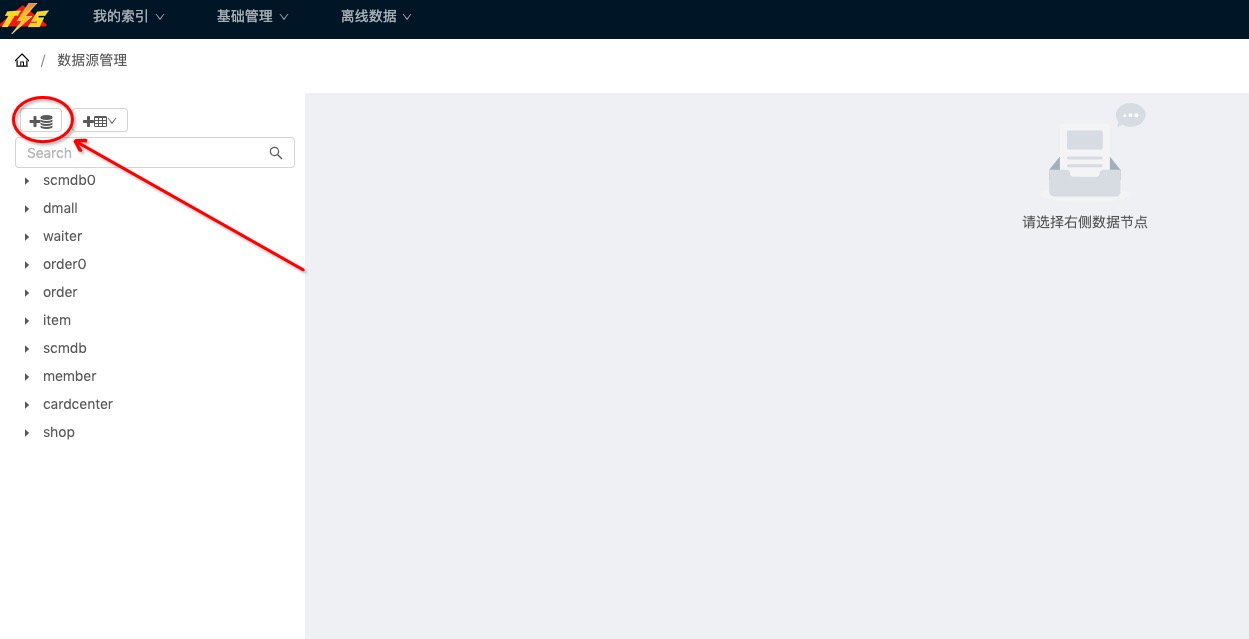 TIS
我的索引 基础管理 离线数据
/ 数据源管理
Search
scmdb0
dmall
waiter
order0
order
item
scmdb
member
cardcenter
shop
请选择右侧数据节点